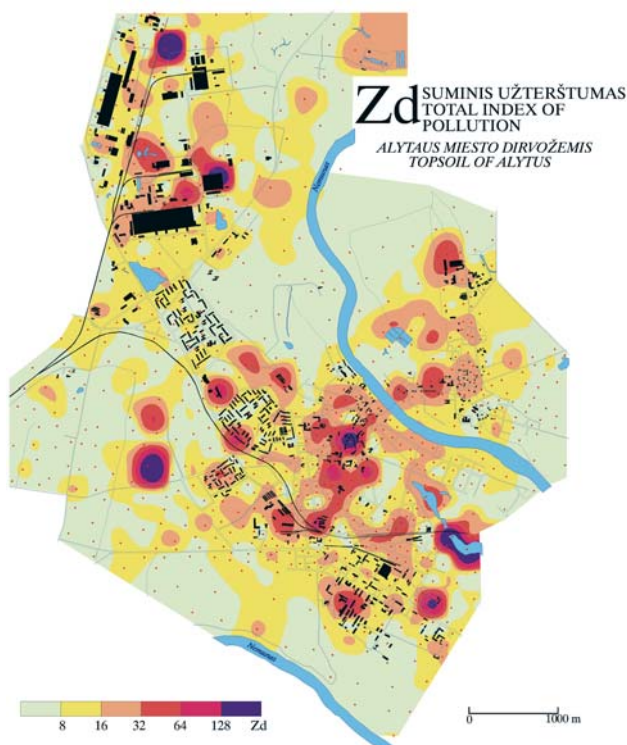 Zd SUMINIS UŽTERŠTUMAS
TOTAL INDEX OF
POLLUTION
ALYTAUS MIESTO DIRVOŽEMIS
TOPSOIL OF ALYTUS
Nemunas
Nemunas
8 16 32 64 128 Zd
0 1000 m